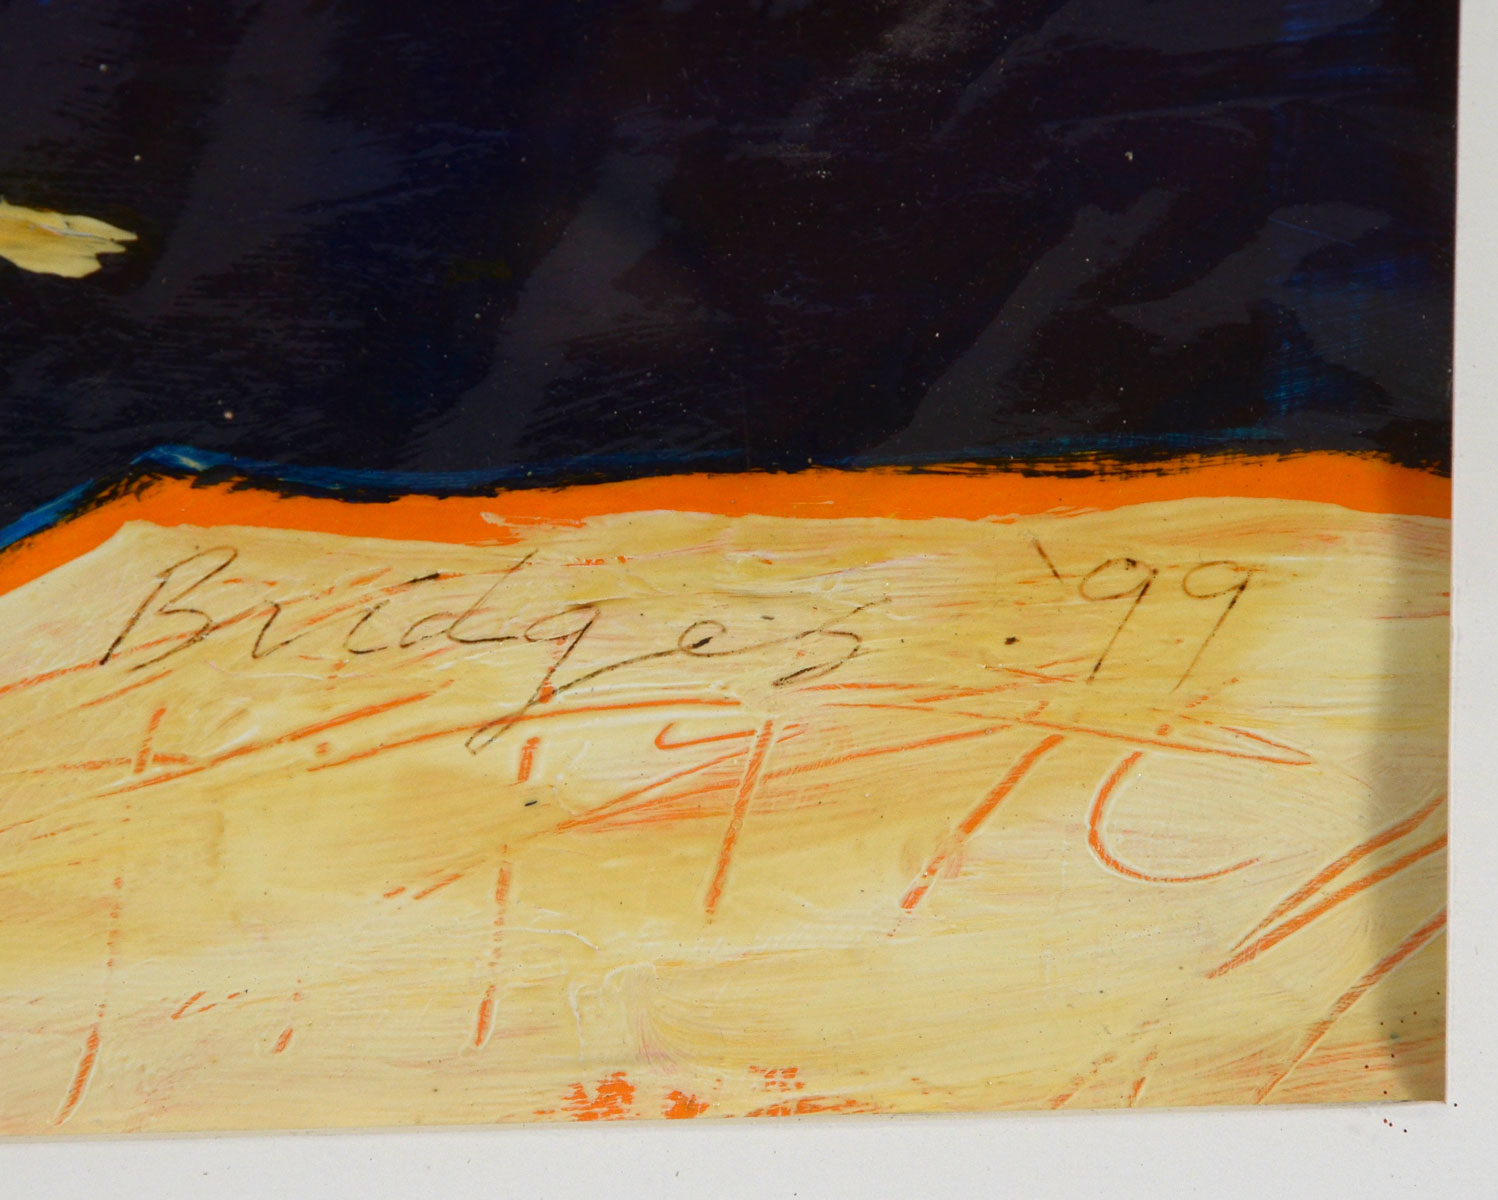 Bridges . '99